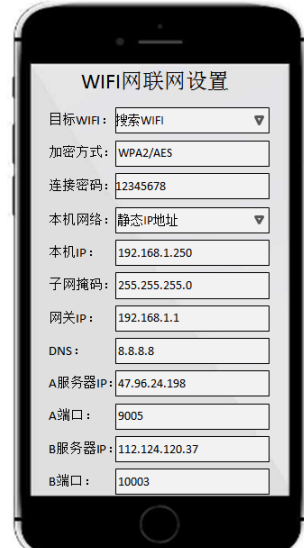 WIFI网联网设置
目标WIFI：搜索WIFI
加密方式：WPA2/AES
连接密码：12345678
本机网络：静态IP地址
本机IP：192.168.1.250
子网掩码：255.255.255.0
网关IP：192.168.1.1
DNS：8.8.8.8
A服务器IP：47.96.24.198
A端口：9005
B服务器IP：112.124.120.37
B端口：10003